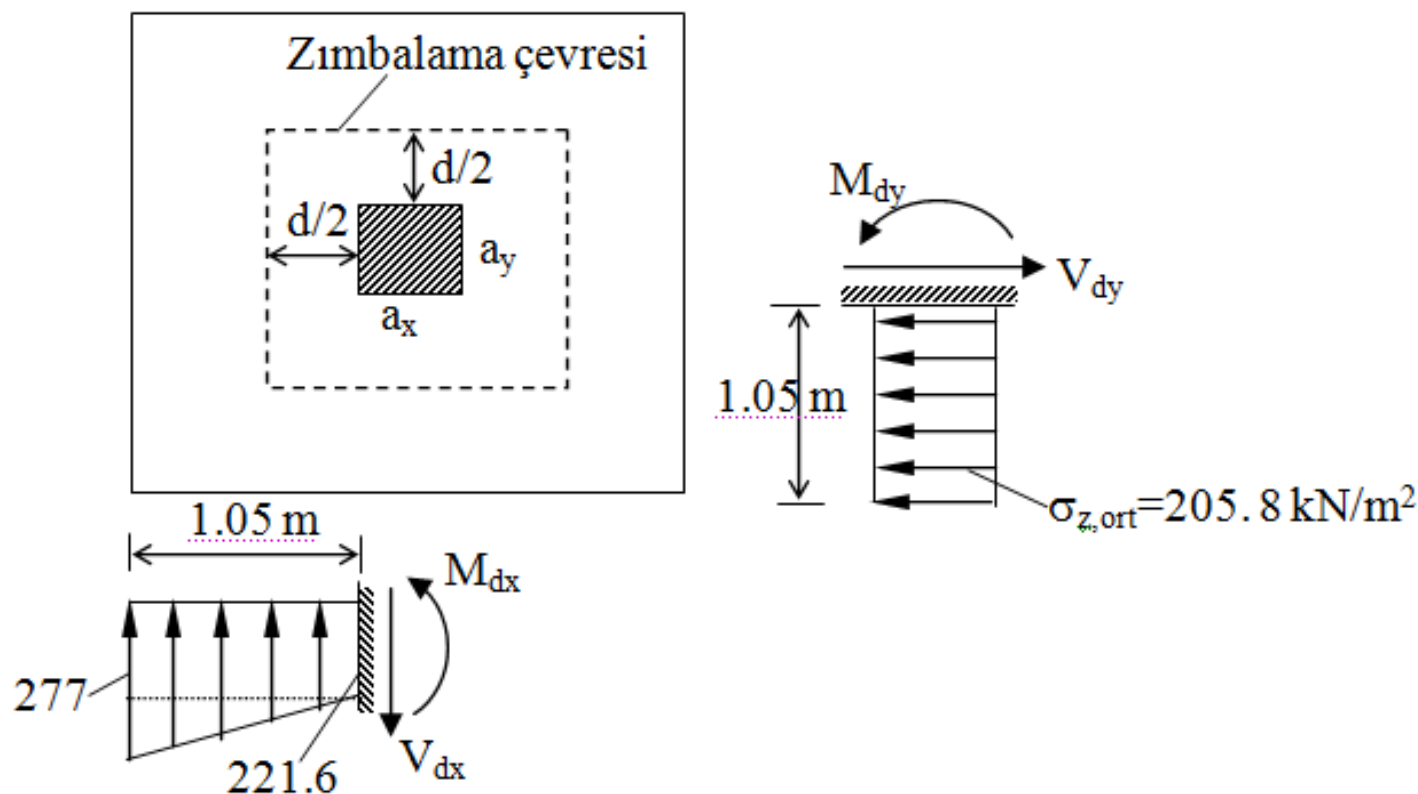 Zımbalama çevresi
d/2
d/2
a_y
a_x
M_dy
V_dy
1.05 m
σ_z,ort=205.8 kN/m²
1.05 m
M_dx
277
221.6
V_dx